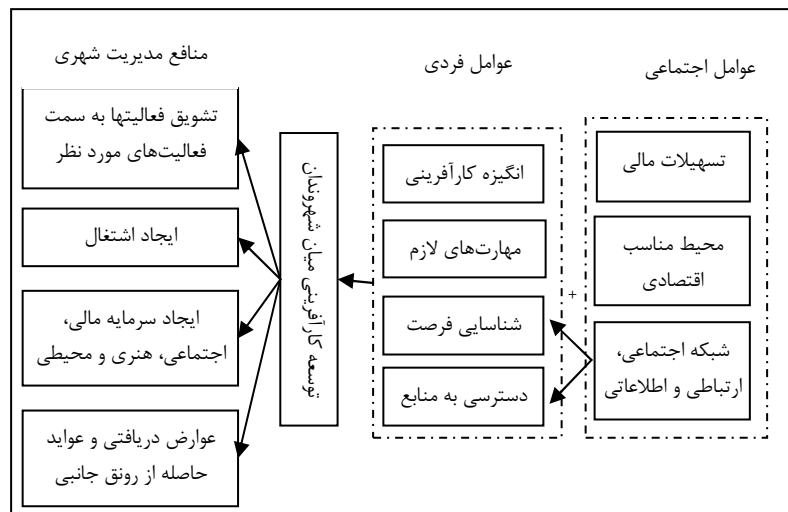 عوامل اجتماعی
تسهیلات مالی
محیط مناسب
اقتصادی
شبکه اجتماعی،
ارتباطی و اطلاعاتی
+
عوامل فردی
انگیزه کارآفرینی
مهارت‌های لازم
شناسایی فرصت
دسترسی به منابع
توسعه کارآفرینی میان شهروندان
منافع مدیریت شهری
تشویق فعالیتها به سمت
فعالیت‌های مورد نظر
ایجاد اشتغال
ایجاد سرمایه مالی،
اجتماعی، هنری و محیطی
عوارض دریافتی و عواید
حاصله از رونق جانبی